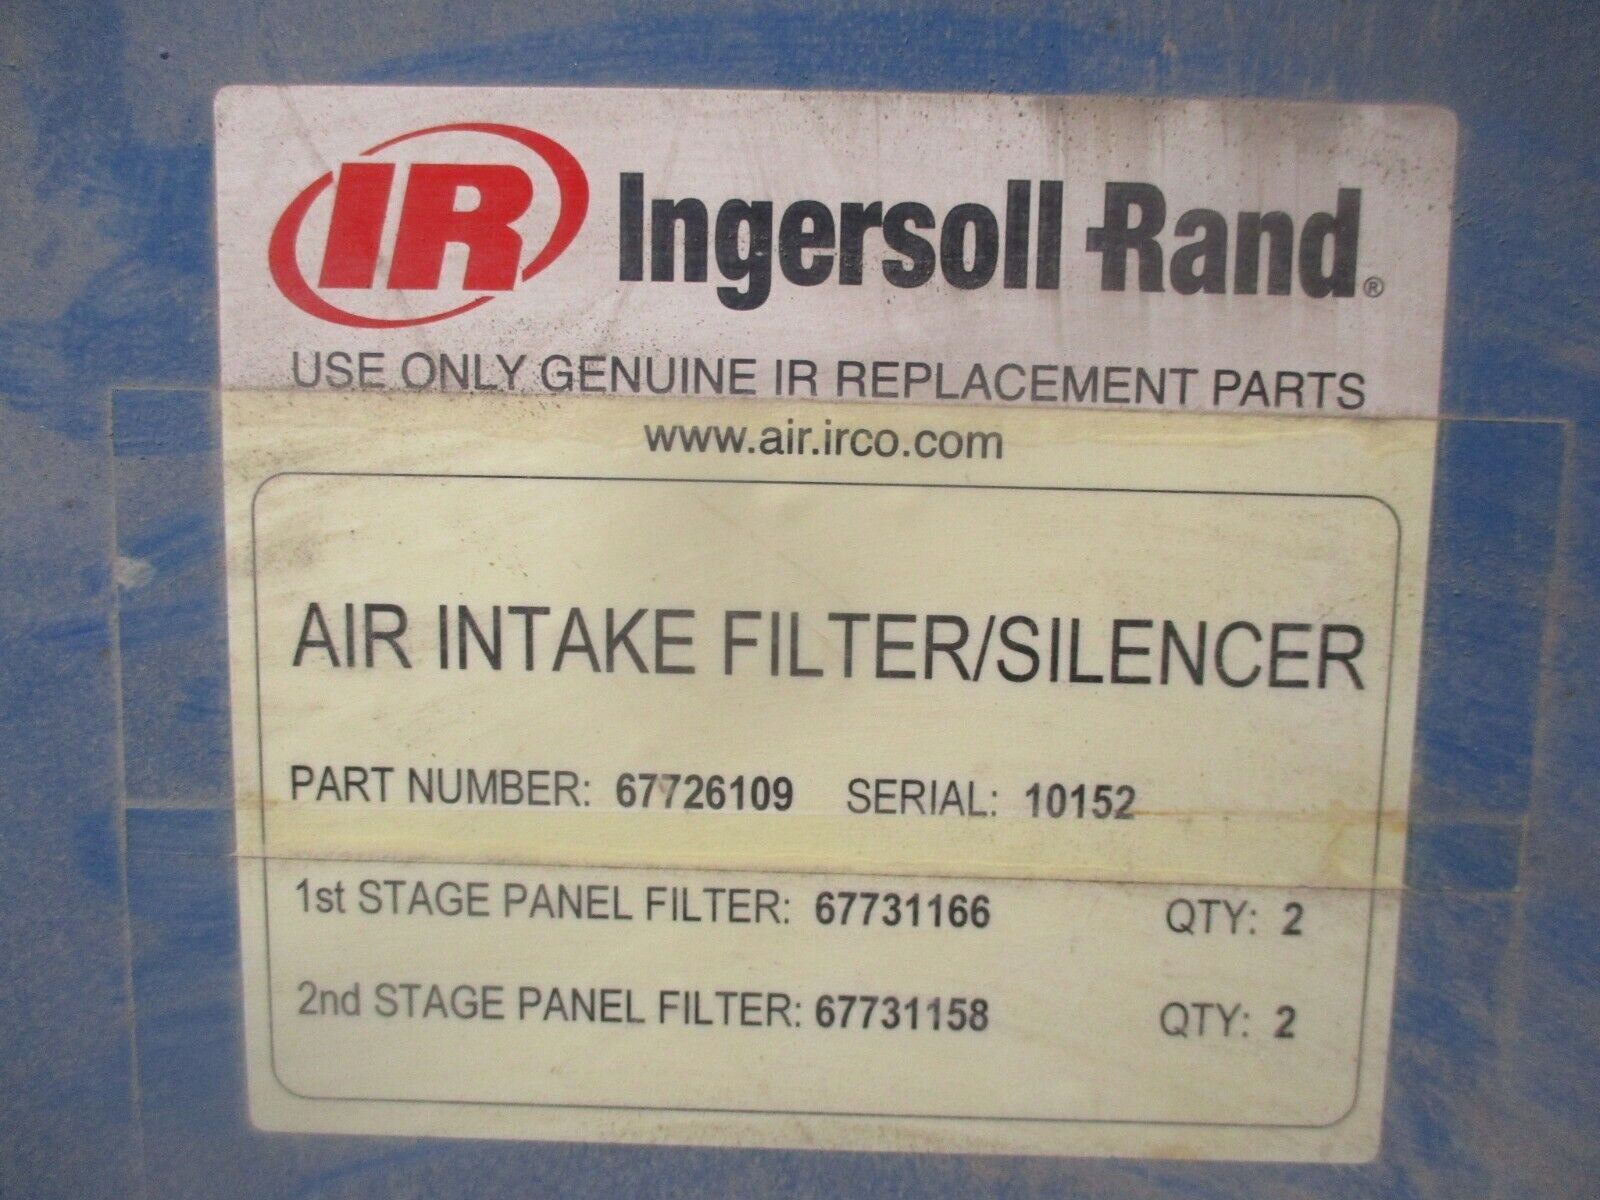 IR Ingersoll Rand®
USE ONLY GENUINE IR REPLACEMENT PARTS
www.air.irco.com
AIR INTAKE FILTER/SILENCER
PART NUMBER: 67726109 SERIAL: 10152
1st STAGE PANEL FILTER: 67731166 QTY: 2
2nd STAGE PANEL FILTER: 67731158 QTY: 2